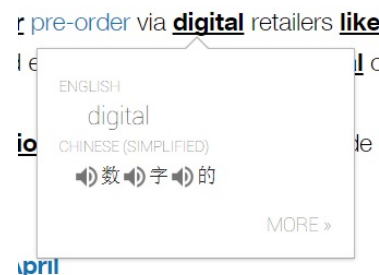 r pre-order via digital retailers like
ENGLISH
digital
CHINESE (SIMPLIFIED)
数字的
MORE »
April